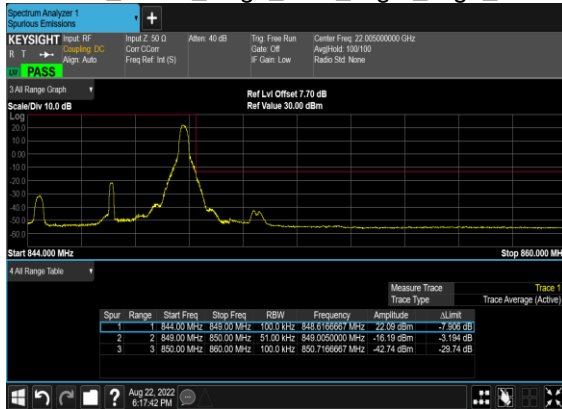 Spectrum Analyzer 1
Spurious Emissions
KEYSIGHT Input: RF Input Z: 50 Ω Atten: 40 dB Trig: Free Run Center Freq: 22.005000000 GHz
R T Coupling: DC Corr CCorr Gate: Off Avg|Hold: 100/100
Align: Auto Freq Ref: Int (S) IF Gain: Low Radio Std: None
PASS
3 All Range Graph
Scale/Div 10.0 dB
Ref Lvl Offset 7.70 dB
Ref Value 30.00 dBm
Log
20.0
10.0
0.00
-10.0
-20.0
-30.0
-40.0
-50.0
-60.0
Start 844.000 MHz Stop 860.000 MH
4 All Range Table
Measure Trace Trace 1
Trace Type Trace Average (Active)
Spur Range Start Freq Stop Freq RBW Frequency Amplitude ΔLimit
1 1 844.00 MHz 849.00 MHz 100.0 kHz 848.6166667 MHz 22.09 dBm -7.906 dB
2 2 849.00 MHz 850.00 MHz 51.00 kHz 849.0050000 MHz -16.19 dBm -3.194 dB
3 3 850.00 MHz 860.00 MHz 100.0 kHz 850.7166667 MHz -42.74 dBm -29.74 dB
Aug 22, 2022
6:17:42 PM